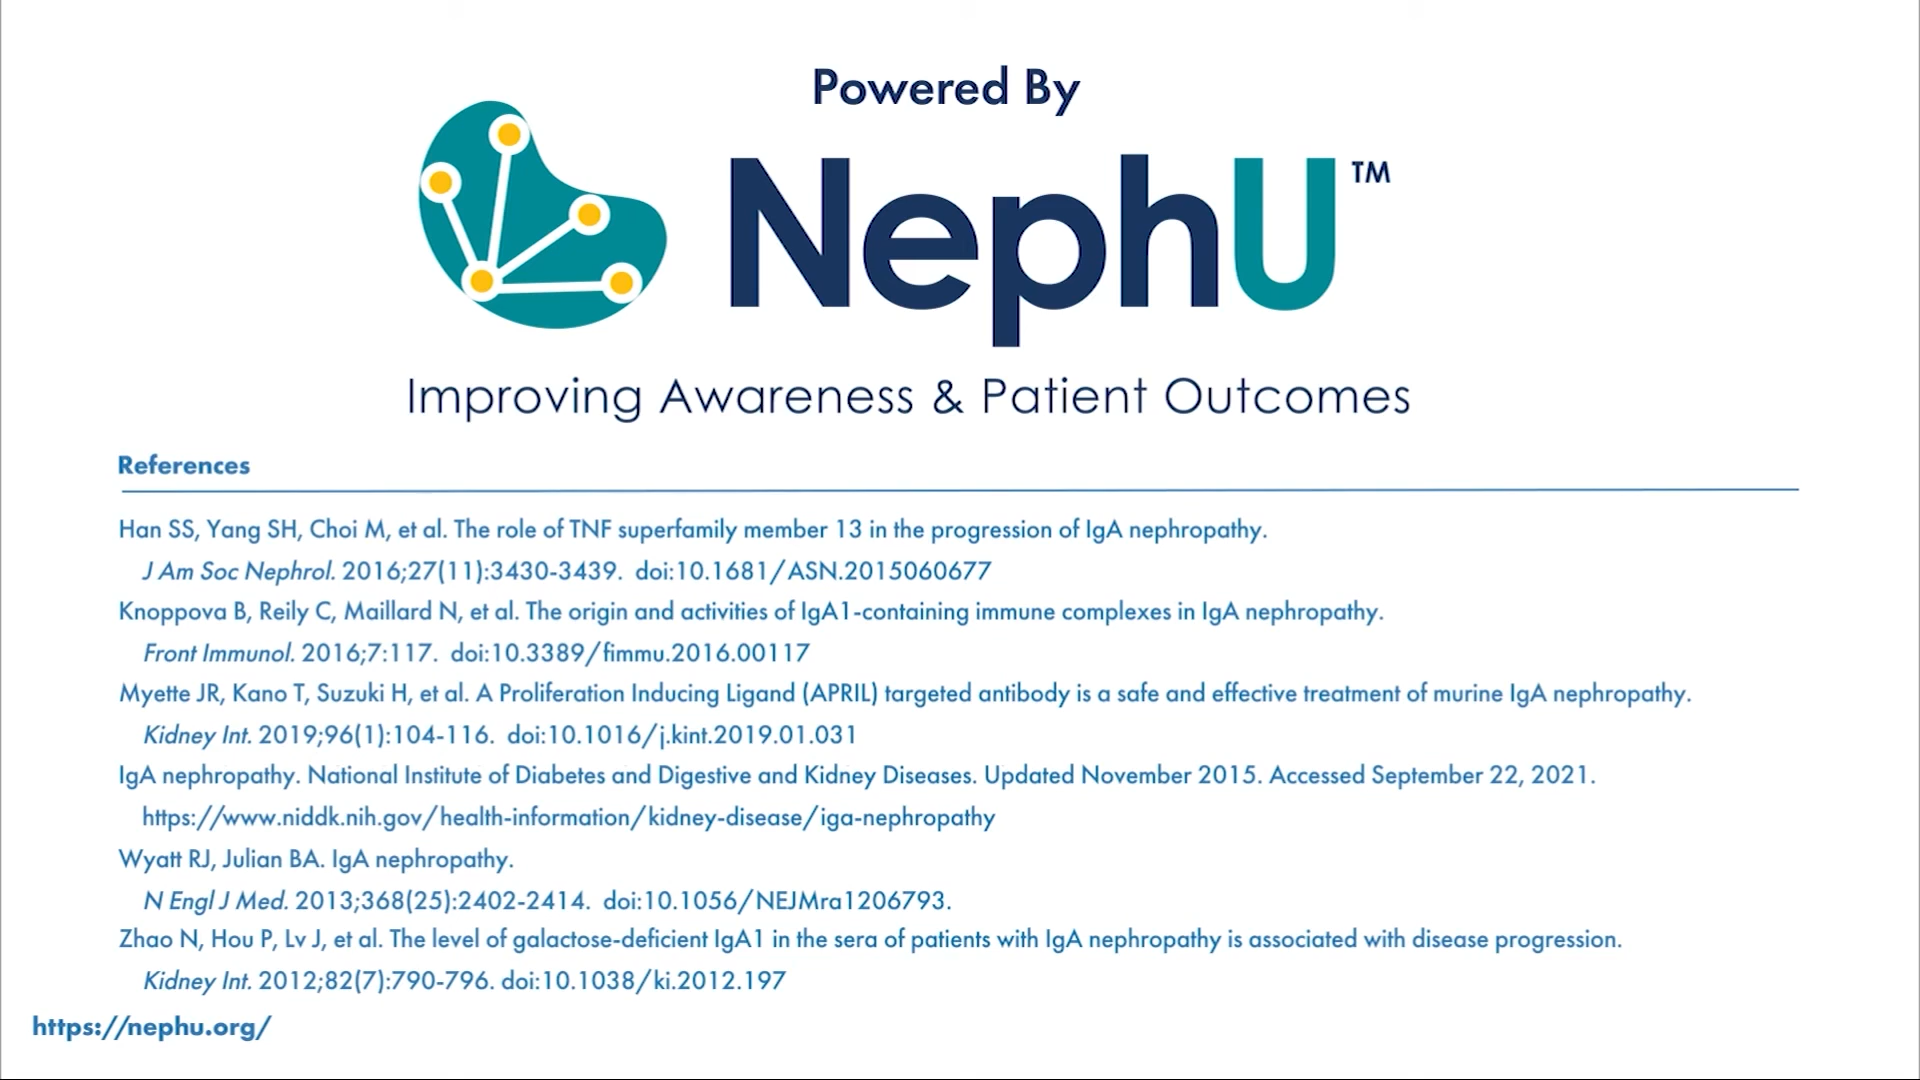 Powered By
NephU™
Improving Awareness & Patient Outcomes
References
Han SS, Yang SH, Choi M, et al. The role of TNF superfamily member 13 in the progression of IgA nephropathy.
J Am Soc Nephrol. 2016;27(11):3430-3439. doi:10.1681/ASN.2015060677
Knoppova B, Reily C, Maillard N, et al. The origin and activities of IgA1-containing immune complexes in IgA nephropathy.
Front Immunol. 2016;7:117. doi:10.3389/fimmu.2016.00117
Myette JR, Kano T, Suzuki H, et al. A Proliferation Inducing Ligand (APRIL) targeted antibody is a safe and effective treatment of murine IgA nephropathy.
Kidney Int. 2019;96(1):104-116. doi:10.1016/j.kint.2019.01.031
IgA nephropathy. National Institute of Diabetes and Digestive and Kidney Diseases. Updated November 2015. Accessed September 22, 2021.
https://www.niddk.nih.gov/health-information/kidney-disease/iga-nephropathy
Wyatt RJ, Julian BA. IgA nephropathy.
N Engl J Med. 2013;368(25):2402-2414. doi:10.1056/NEJMra1206793.
Zhao N, Hou P, Lv J, et al. The level of galactose-deficient IgA1 in the sera of patients with IgA nephropathy is associated with disease progression.
Kidney Int. 2012;82(7):790-796. doi:10.1038/ki.2012.197
https://nephu.org/